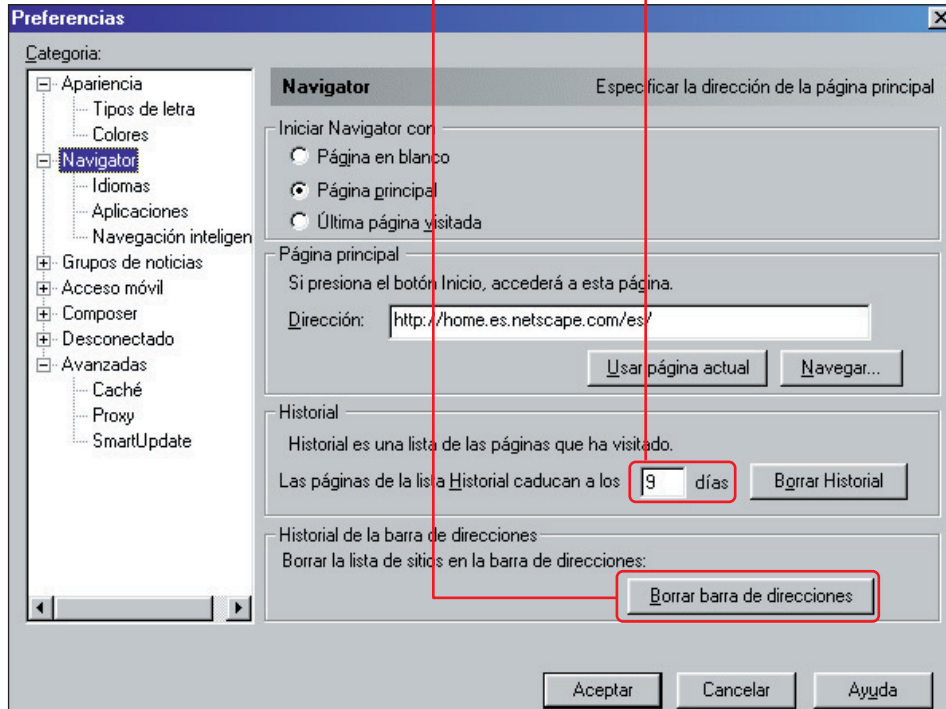 Preferencias
Categoria:
Apariencia
Tipos de letra
Colores
Navigator
Idiomas
Aplicaciones
Navegación inteligen
Grupos de noticias
Acceso móvil
Composer
Desconectado
Avanzadas
Caché
Proxy
SmartUpdate
Navigator Especificar la dirección de la página principal
Iniciar Navigator con
Página en blanco
Página principal
Última página visitada
Página principal
Si presiona el botón Inicio, accederá a esta página.
Dirección: http://home.es.netscape.com/es/
Usar página actual Navegar...
Historial
Historial es una lista de las páginas que ha visitado.
Las páginas de la lista Historial caducan a los 9 días Borrar Historial
Historial de la barra de direcciones
Borrar la lista de sitios en la barra de direcciones:
Borrar barra de direcciones
Aceptar Cancelar Ayuda